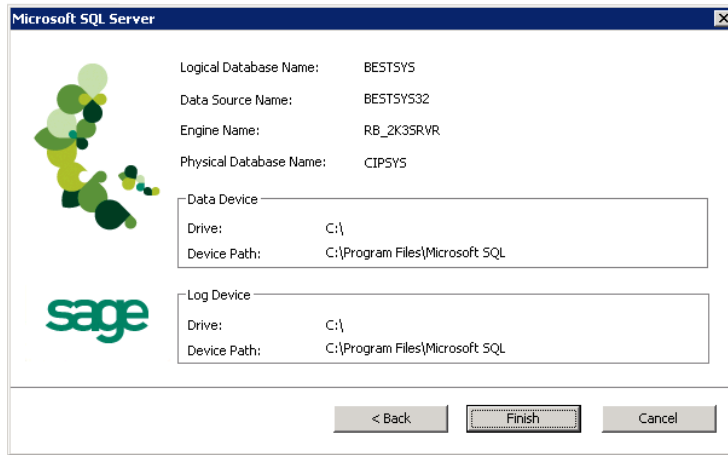 Microsoft SQL Server
Logical Database Name: BESTSYS
Data Source Name: BESTSYS32
Engine Name: RB_2K3SRVR
Physical Database Name: CIPSYS
Data Device
Drive: C:\
Device Path: C:\Program Files\Microsoft SQL
sage
Log Device
Drive: C:\
Device Path: C:\Program Files\Microsoft SQL
< Back Finish Cancel